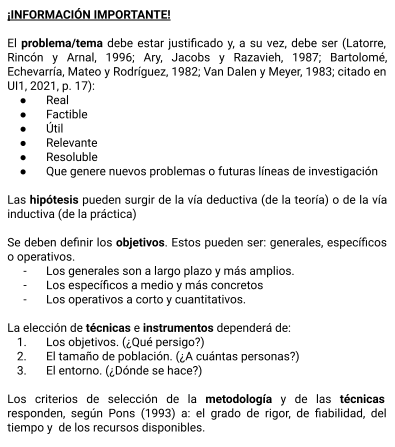 ¡INFORMACIÓN IMPORTANTE!
El problema/tema debe estar justificado y, a su vez, debe ser (Latorre,
Rincón y Arnal, 1996; Ary, Jacobs y Razavieh, 1987; Bartolomé,
Echevarría, Mateo y Rodríguez, 1982; Van Dalen y Meyer, 1983; citado en
UI1, 2021, p. 17):
● Real
● Factible
● Útil
● Relevante
● Resoluble
● Que genere nuevos problemas o futuras líneas de investigación
Las hipótesis pueden surgir de la vía deductiva (de la teoría) o de la vía
inductiva (de la práctica)
Se deben definir los objetivos. Estos pueden ser: generales, específicos
o operativos.
- Los generales son a largo plazo y más amplios.
- Los específicos a medio y más concretos
- Los operativos a corto y cuantitativos.
La elección de técnicas e instrumentos dependerá de:
1. Los objetivos. (¿Qué persigo?)
2. El tamaño de población. (¿A cuántas personas?)
3. El entorno. (¿Dónde se hace?)
Los criterios de selección de la metodología y de las técnicas
responden, según Pons (1993) a: el grado de rigor, de fiabilidad, del
tiempo y de los recursos disponibles.